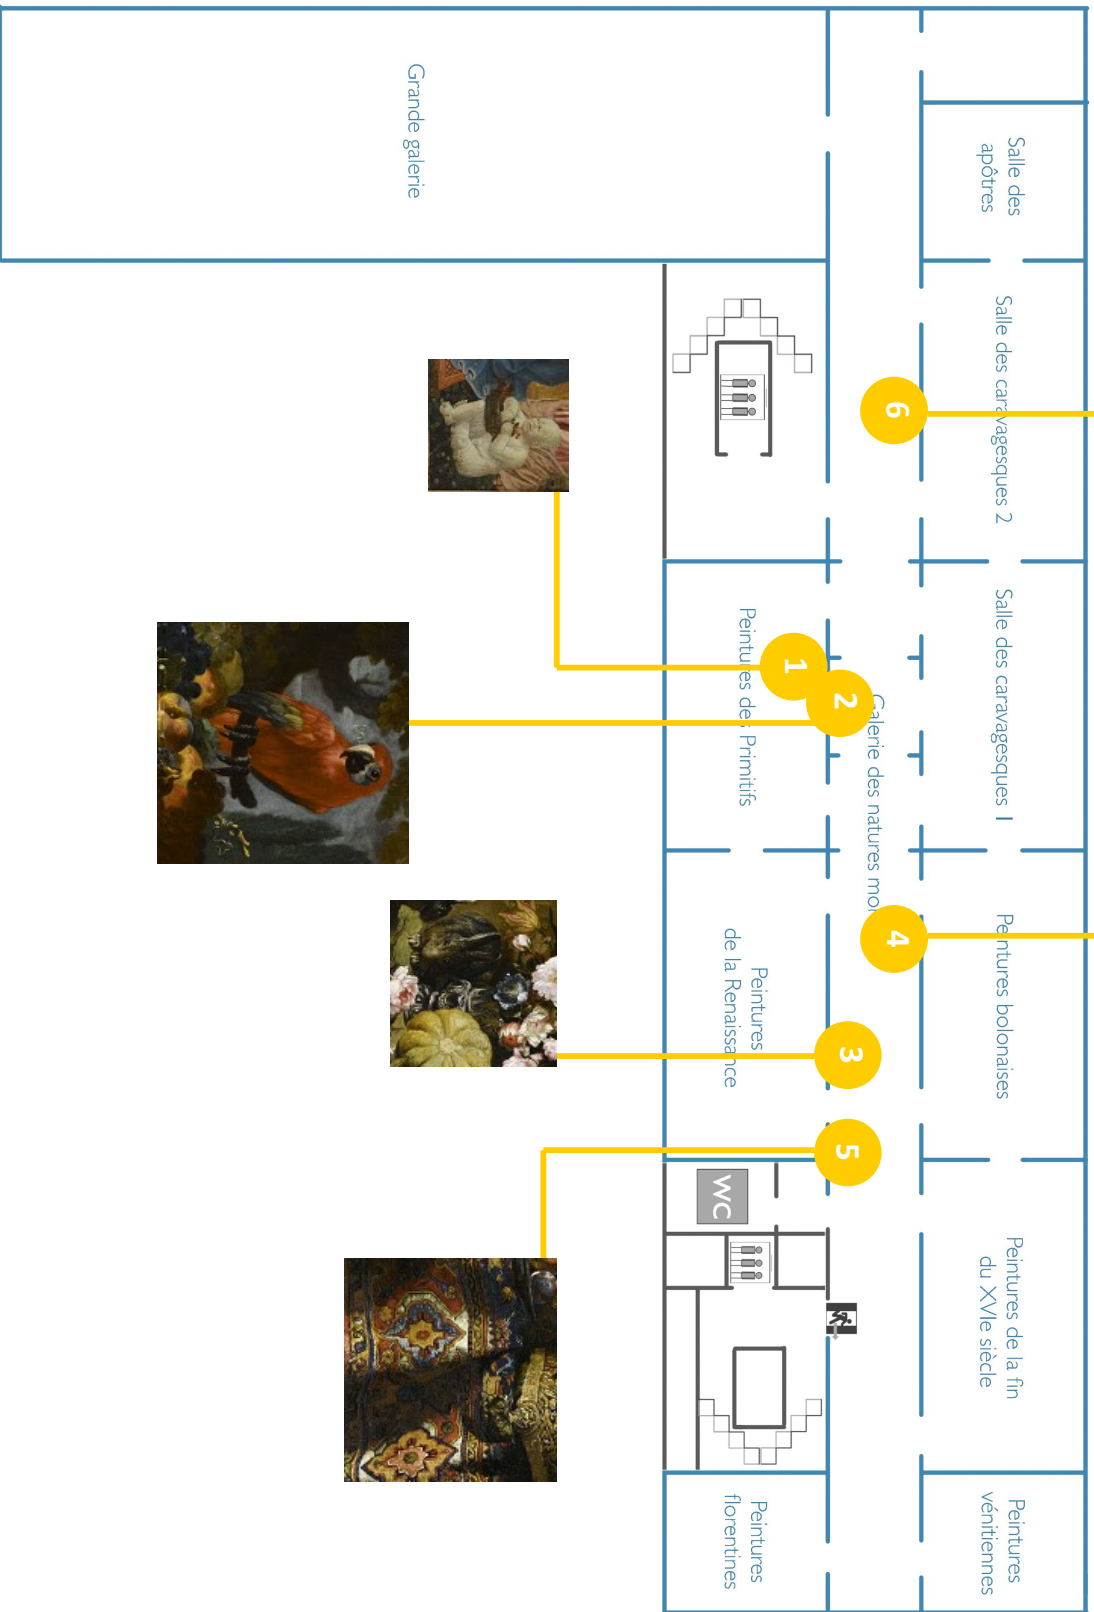 Grande galerie
Salle des
apôtres
Salle des caravagesques 2
6
Salle des caravagesques 1
Peintures des Primitifs
1
2
Galerie des natures mor
Peintures bolonaises
4
Peintures
de la Renaissance
3
5
WC
Peintures de la fin
du XVIe siècle
Peintures
florentines
Peintures
vénitiennes